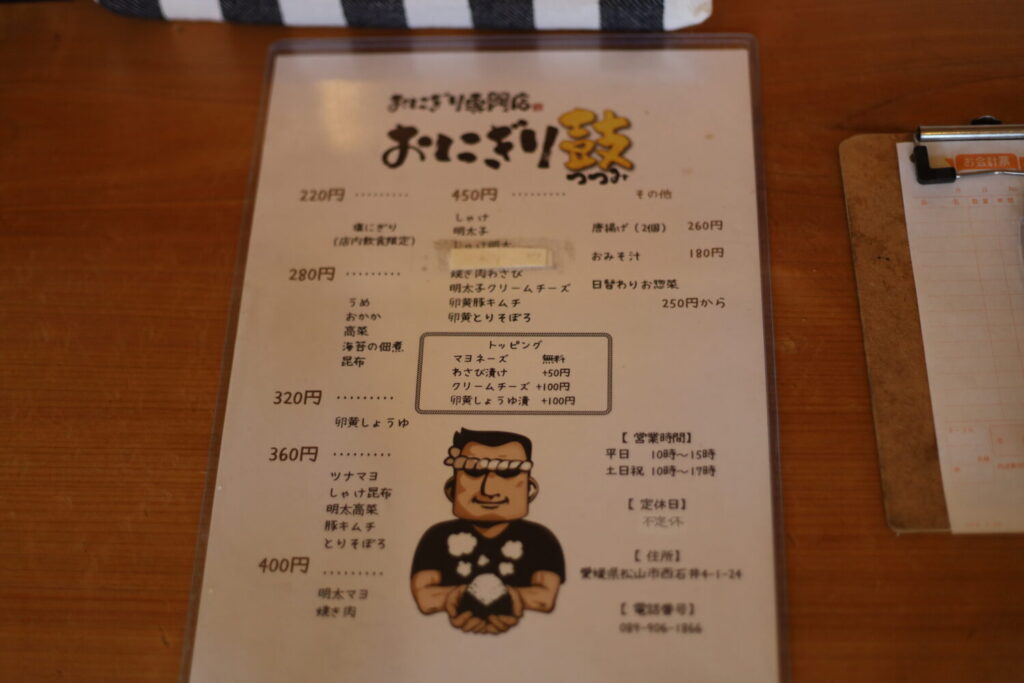 おにぎり専門店
おにぎり鼓
つつみ
220円
塩にぎり
(店内飲食限定)
280円
うめ
おかか
高菜
海苔の佃煮
昆布
320円
卵黄しょうゆ
360円
ツナマヨ
しゃけ昆布
明太高菜
豚キムチ
とりそぼろ
400円
明太マヨ
焼き肉
450円
しゃけ
明太子
しゃけ明太
焼き肉わさび
明太子クリームチーズ
卵黄豚キムチ
卵黄とりそぼろ
その他
唐揚げ(2個) 260円
おみそ汁 180円
日替わりお惣菜
250円から
トッピング
マヨネーズ 無料
わさび漬け +50円
クリームチーズ +100円
卵黄しょうゆ漬 +100円
【営業時間】
平日 10時〜15時
土日祝 10時〜17時
【定休日】
不定休
【住所】
愛媛県松山市西石井4-1-24
【電話番号】
089-906-1866
お会計票